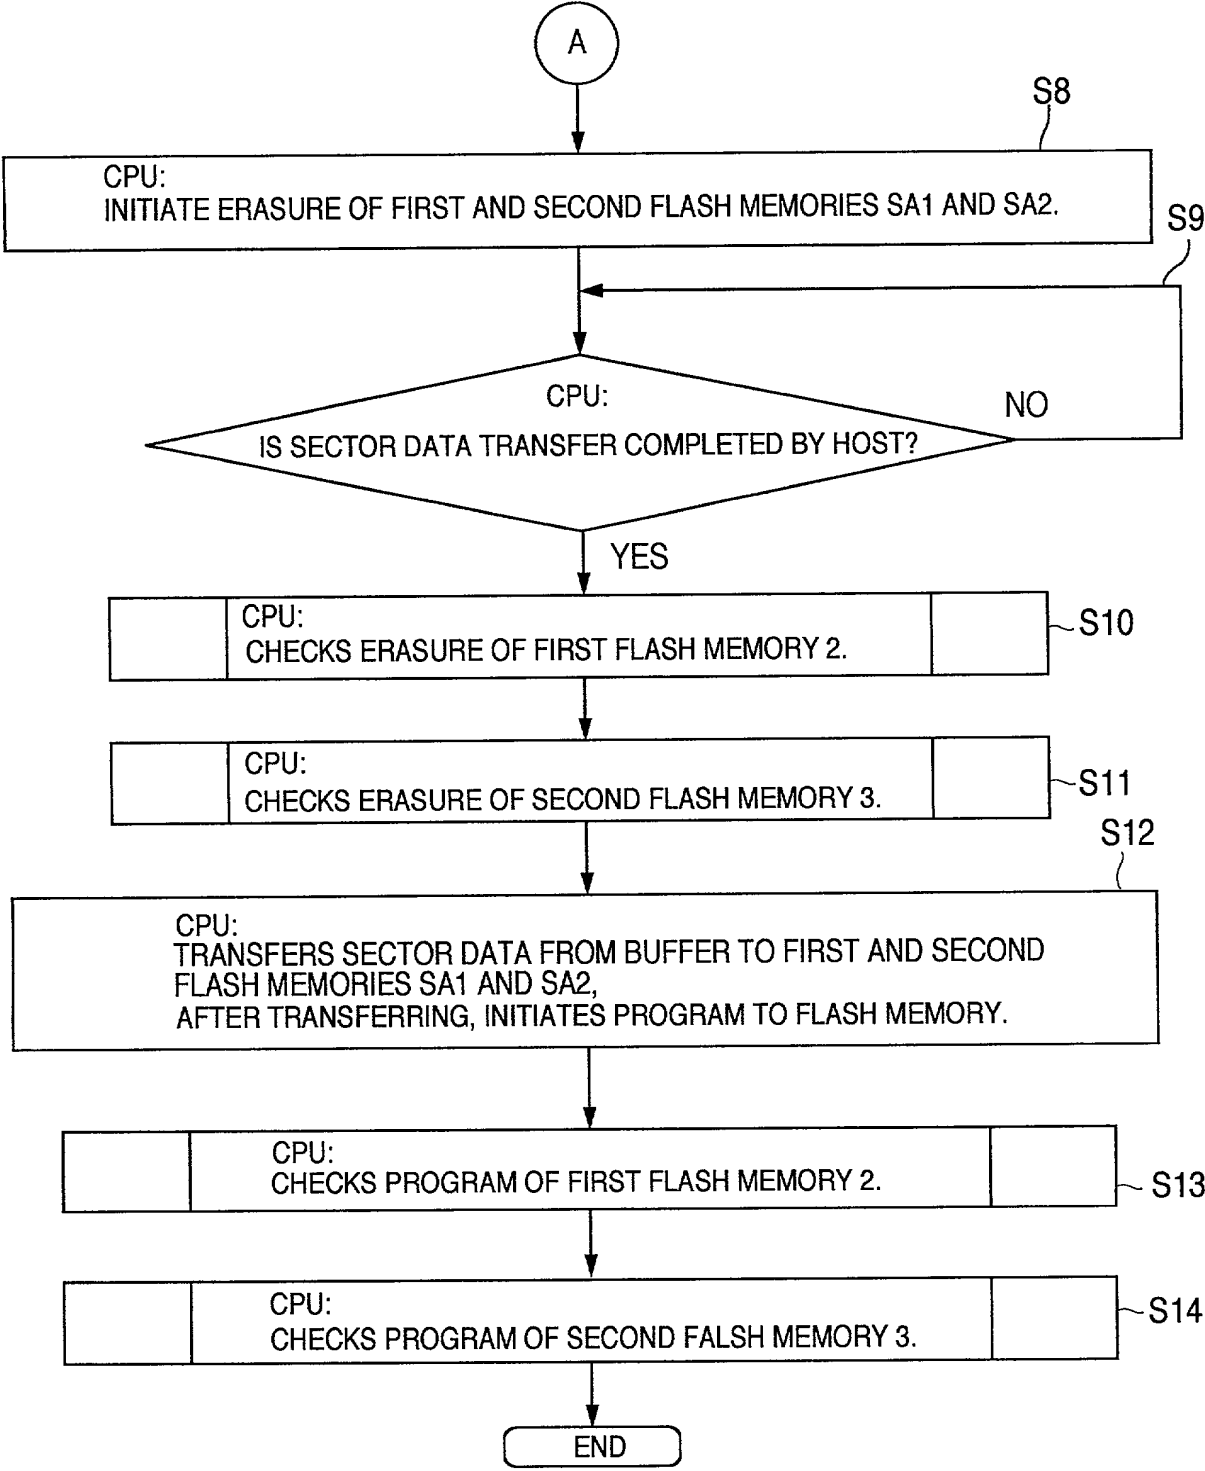 A
S8
CPU:
INITIATE ERASURE OF FIRST AND SECOND FLASH MEMORIES SA1 AND SA2.
S9
CPU:
IS SECTOR DATA TRANSFER COMPLETED BY HOST?
NO
YES
CPU:
CHECKS ERASURE OF FIRST FLASH MEMORY 2.
S10
CPU:
CHECKS ERASURE OF SECOND FLASH MEMORY 3.
S11
S12
CPU:
TRANSFERS SECTOR DATA FROM BUFFER TO FIRST AND SECOND
FLASH MEMORIES SA1 AND SA2,
AFTER TRANSFERRING, INITIATES PROGRAM TO FLASH MEMORY.
CPU:
CHECKS PROGRAM OF FIRST FLASH MEMORY 2.
S13
CPU:
CHECKS PROGRAM OF SECOND FALSH MEMORY 3.
S14
END